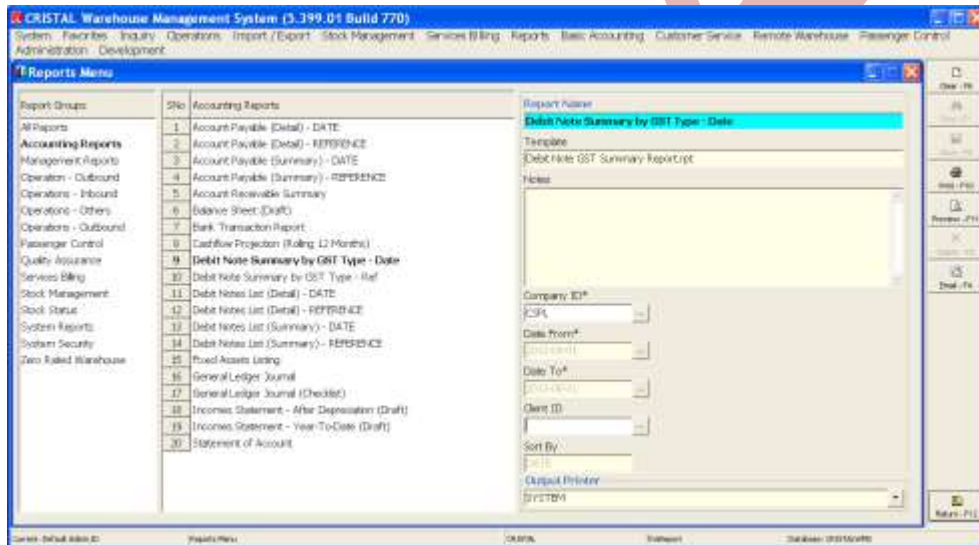 CRISTAL Warehouse Management System (5.399.01 Build 770)
System Favorites Inquiry Operations Import/Export Stock Management Services Billing Reports Basic Accounting Customer Service Remote Warehouse Passenger Control
Administration Development
Reports Menu
Report Groups
All Reports
Accounting Reports
Management Reports
Operation - Outbound
Operations - Inbound
Operations - Others
Operations - Outbound
Passenger Control
Quality Assurance
Services Billing
Stock Management
Stock Status
System Reports
System Security
Zero Rated Warehouse
SNo Accounting Reports
1 Account Payable (Detail) - DATE
2 Account Payable (Detail) - REFERENCE
3 Account Payable (Summary) - DATE
4 Account Payable (Summary) - REFERENCE
5 Account Receivable Summary
6 Balance Sheet (Draft)
7 Bank Transaction Report
8 Cashflow Projection (Rolling 12 Months)
9 Debit Note Summary by GST Type - Date
10 Debit Note Summary by GST Type - Ref
11 Debit Notes List (Detail) - DATE
12 Debit Notes List (Detail) - REFERENCE
13 Debit Notes List (Summary) - DATE
14 Debit Notes List (Summary) - REFERENCE
15 Fixed Assets Listing
16 General Ledger Journal
17 General Ledger Journal (Checklist)
18 Incomes Statement - After Depreciation (Draft)
19 Incomes Statement - Year-To-Date (Draft)
20 Statement of Account
Report Name
Debit Note Summary by GST Type - Date
Template
Debit Note GST Summary Report.rpt
Notes
Company ID*
CSPL
Date From*
Date To*
Client ID
Sort By
DATE
Output Printer
SYSTEM
Clear - F6
Preview - F11
Email - F4
Return - F12
Current Default Admin ID
Reports Menu
CRISTAL